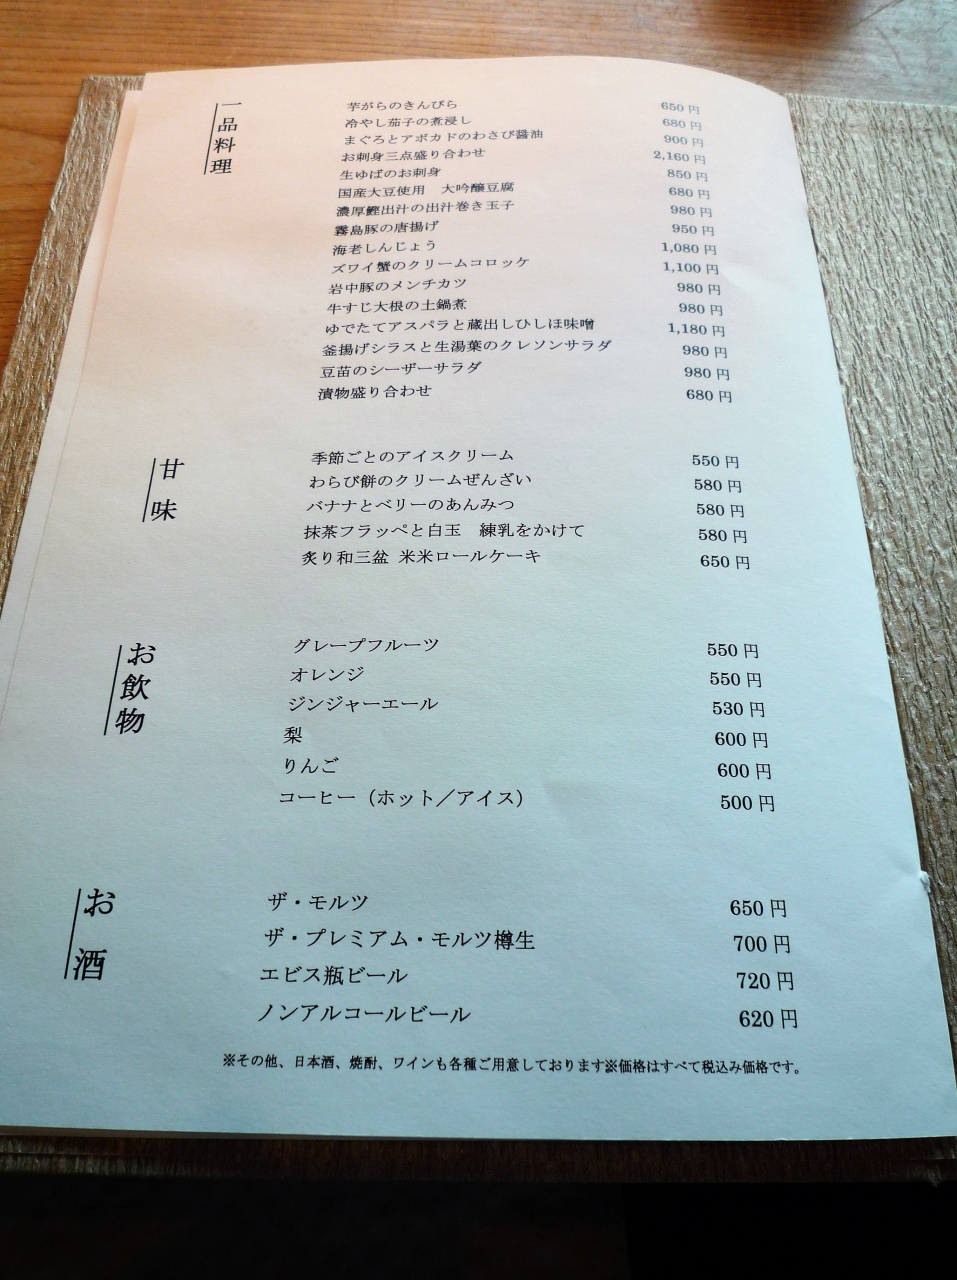 一品料理
芋がらのきんぴら 650円
冷やし茄子の煮浸し 680円
まぐろとアボカドのわさび醤油 900円
お刺身三点盛り合わせ 2,160円
生ゆばのお刺身 850円
国産大豆使用 大吟醸豆腐 680円
濃厚鰹出汁の出汁巻き玉子 980円
霧島豚の唐揚げ 950円
海老しんじょう 1,080円
ズワイ蟹のクリームコロッケ 1,100円
岩中豚のメンチカツ 980円
牛すじ大根の土鍋煮 980円
ゆでたてアスパラと蔵出しひしほ味噌 1,180円
釜揚げシラスと生湯葉のクレソンサラダ 980円
豆苗のシーザーサラダ 980円
漬物盛り合わせ 680円
甘味
季節ごとのアイスクリーム 550円
わらび餅のクリームぜんざい 580円
バナナとベリーのあんみつ 580円
抹茶フラッペと白玉 練乳をかけて 580円
炙り和三盆 米米ロールケーキ 650円
お飲物
グレープフルーツ 550円
オレンジ 550円
ジンジャーエール 530円
梨 600円
りんご 600円
コーヒー（ホット／アイス） 500円
お酒
ザ・モルツ 650円
ザ・プレミアム・モルツ樽生 700円
エビス瓶ビール 720円
ノンアルコールビール 620円
※その他、日本酒、焼酎、ワインも各種ご用意しております※価格はすべて税込み価格です。